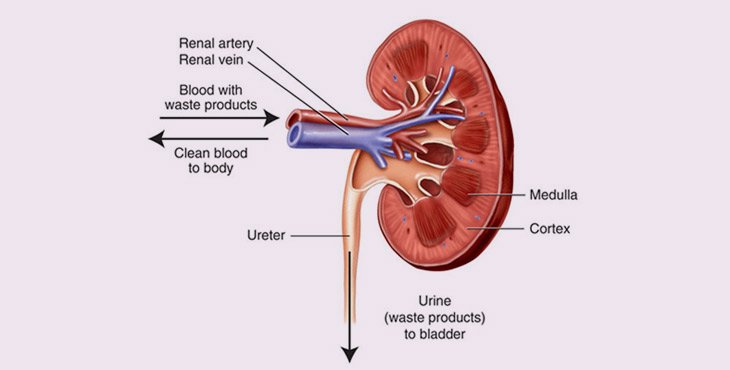 Renal artery
Renal vein
Blood with
waste products
Clean blood
to body
Medulla
Cortex
Ureter
Urine
(waste products)
to bladder